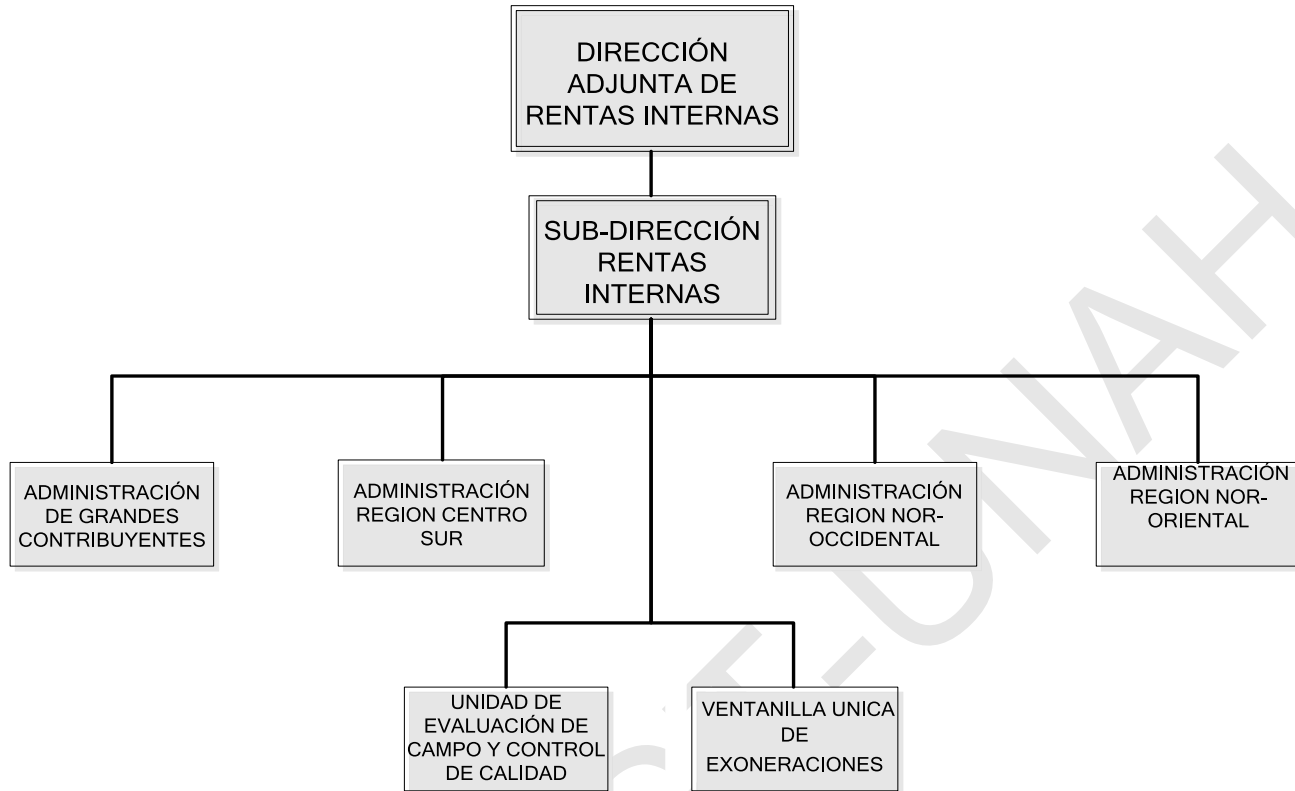 DIRECCIÓN
ADJUNTA DE
RENTAS INTERNAS
SUB-DIRECCIÓN
RENTAS
INTERNAS
ADMINISTRACIÓN
DE GRANDES
CONTRIBUYENTES
ADMINISTRACIÓN
REGION CENTRO
SUR
ADMINISTRACIÓN
REGION NOR-
OCCIDENTAL
ADMINISTRACIÓN
REGION NOR-
ORIENTAL
UNIDAD DE
EVALUACIÓN DE
CAMPO Y CONTROL
DE CALIDAD
VENTANILLA UNICA
DE
EXONERACIONES
T-UNAH